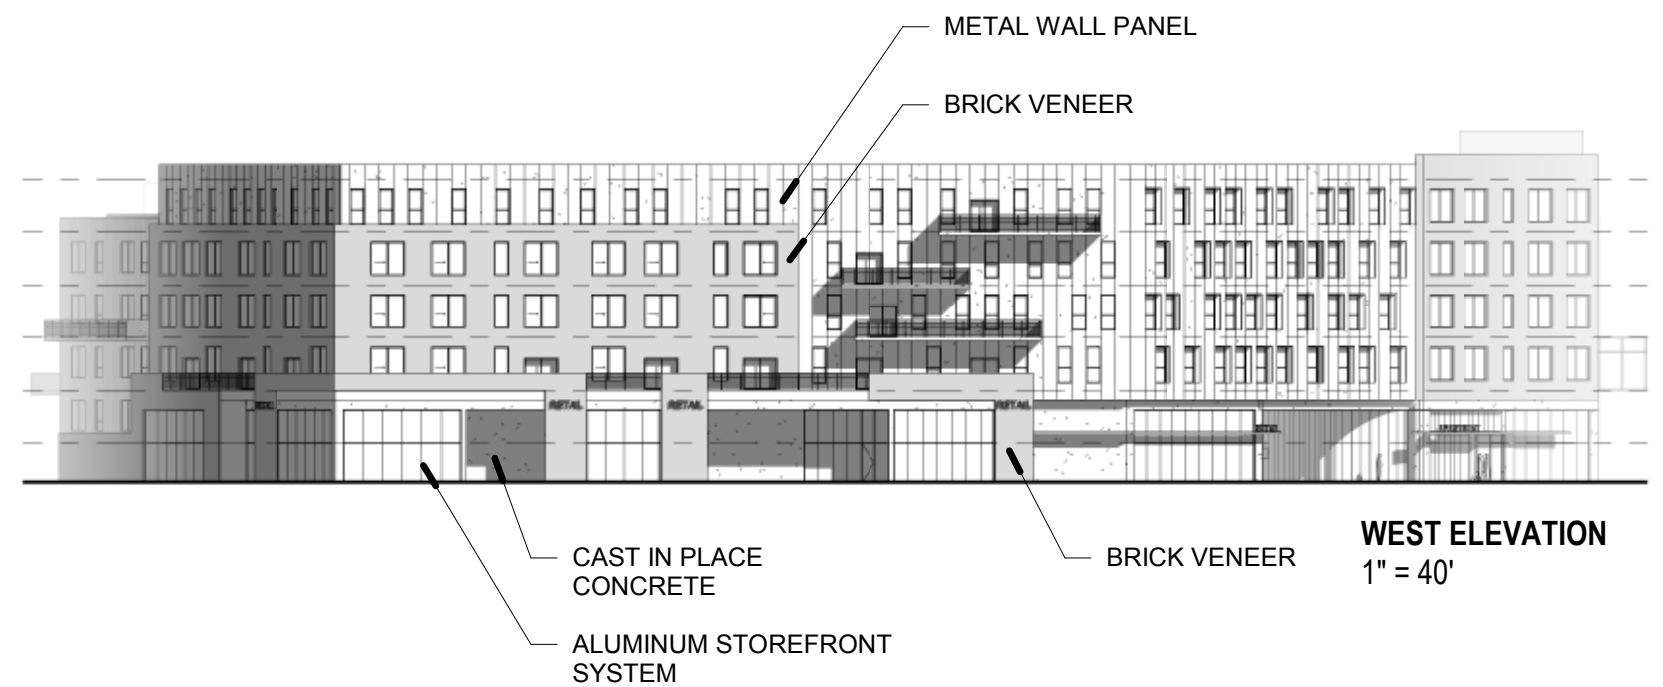 METAL WALL PANEL
BRICK VENEER
RETAIL
RETAIL
RETAIL
CAST IN PLACE
CONCRETE
BRICK VENEER
WEST ELEVATION
1" = 40'
ALUMINUM STOREFRONT
SYSTEM